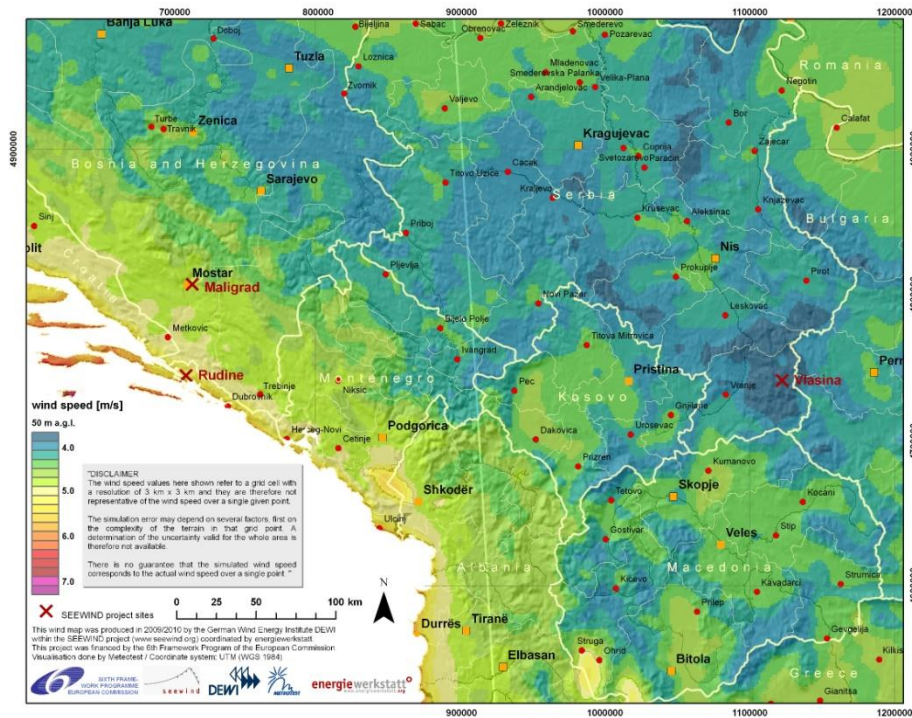 700000 800000 900000 1000000 1100000 1200000
Banja Luka
Doboj
Bijeljina
Sabac
Zeleznik
Smederevo
Obrenovac
Pozarevac
Tuzla
Loznica
Mladenovac
Romania
Smederevska Palanka
Velika-Plana
Negotin
Zvornik
Arandjelovac
Valjevo
Bor
Calafat
Turbe
Zenica
Travnik
Kragujevac
4900000
Cuprija
Zajecar
Svetozarevo
Paracin
Bosnia and Herzegovina
Cacak
Sarajevo
Titovo Uzice
Kraljevo
Serbia
Sinj
Krusevac
Aleksinac
Knjazevac
Bulgaria
Priboj
Croatia
Nis
Mostar
Pljevlja
Prokuplje
Pirot
Maligrad
Novi Pazar
Leskovac
Metkovic
Bijelo Polje
Titova Mitrovica
Ivangrad
Rudine
Montenegro
Niksic
Pec
Pristina
Vlasina
Trebinje
Kosovo
Vranje
Dubrovnik
Gnjilane
Herceg-Novi
Podgorica
Dakovica
Urosevac
Cetinje
4700000
Prizren
Kumanovo
Shkodër
Tetovo
Skopje
Kocani
Ulcinj
Gostivar
Veles
Stip
Albania
Macedonia
Kicevo
Kavadarci
Strumica
Prilep
Durrës
Tiranë
Gevgelija
Struga
Ohrid
Elbasan
Bitola
Kilkis
Greece
Gianitsa
wind speed [m/s]
50 m a.g.l.
4.0
5.0
6.0
7.0
"DISCLAIMER
The wind speed values here shown refer to a grid cell with
a resolution of 3 km x 3 km and they are therefore not
representative of the wind speed over a single given point.
The simulation error may depend on several factors, first on
the complexity of the terrain in that grid point. A
determination of the uncertainty valid for the whole area is
therefore not available.
There is no guarantee that the simulated wind speed
corresponds to the actual wind speed over a single point. "
SEEWIND project sites
0 25 50 75 100 km
N
This wind map was produced in 2009/2010 by the German Wind Energy Institute DEWI
within the SEEWIND project (www.seewind.org) coordinated by energiewerkstatt.
This project was financed by the 6th Framework Program of the European Commission
Visualisation done by Meteotest / Coordinate system: UTM (WGS 1984)
SIXTH FRAME-
WORK PROGRAMME
EUROPEAN COMMISSION
seewind
DEWI
METEOTEST
energiewerkstatt
www.energiewerkstatt.org
900000 1000000 1100000 1200000